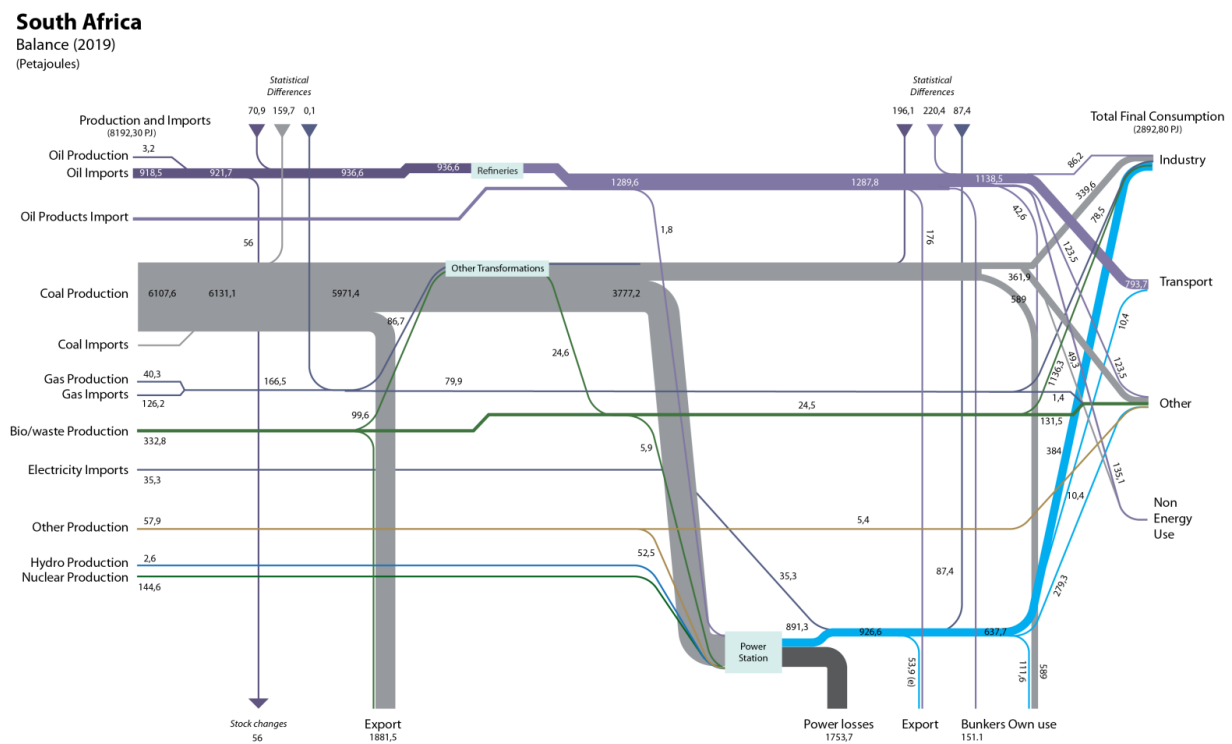 South Africa
Balance (2019)
(Petajoules)
Statistical
Differences
Statistical
Differences
70,9
159,7
0,1
196,1
220,4
87,4
Production and Imports
(8192,30 PJ)
Total Final Consumption
(2892,80 PJ)
Oil Production
3,2
Oil Imports
918,5
921,7
936,6
936,6
Refineries
1289,6
1287,8
1138,5
86,2
Industry
339,6
78,5
Oil Products Import
42,6
1,8
176
123,5
56
Other Transformations
361,9
Transport
793,7
Coal Production
6107,6
6131,1
5971,4
3777,2
589
10,4
86,7
Coal Imports
24,6
49,3
1136,3
123,5
Gas Production
40,3
166,5
79,9
Gas Imports
126,2
1,4
Other
99,6
24,5
131,5
Bio/waste Production
332,8
5,9
384
Electricity Imports
35,3
135,1
10,4
Other Production
57,9
5,4
Non
Energy
Use
52,5
Hydro Production
2,6
Nuclear Production
144,6
35,3
87,4
279,3
891,3
926,6
637,7
Power
Station
53,9 (e)
111,6
589
Stock changes
56
Export
1881,5
Power losses
1753,7
Export
Bunkers
151.1
Own use